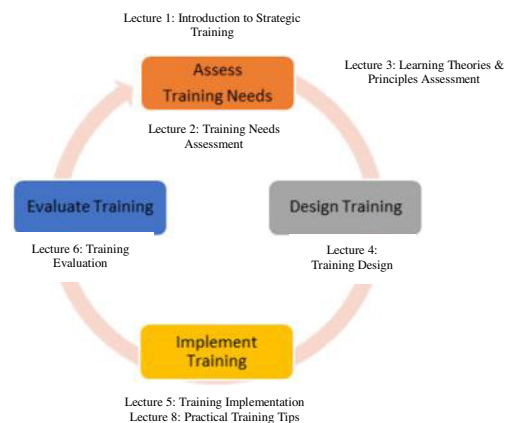 Lecture 1: Introduction to Strategic
Training
Assess
Training Needs
Lecture 3: Learning Theories &
Principles Assessment
Lecture 2: Training Needs
Assessment
Evaluate Training
Design Training
Lecture 6: Training
Evaluation
Lecture 4:
Training Design
Implement
Training
Lecture 5: Training Implementation
Lecture 8: Practical Training Tips